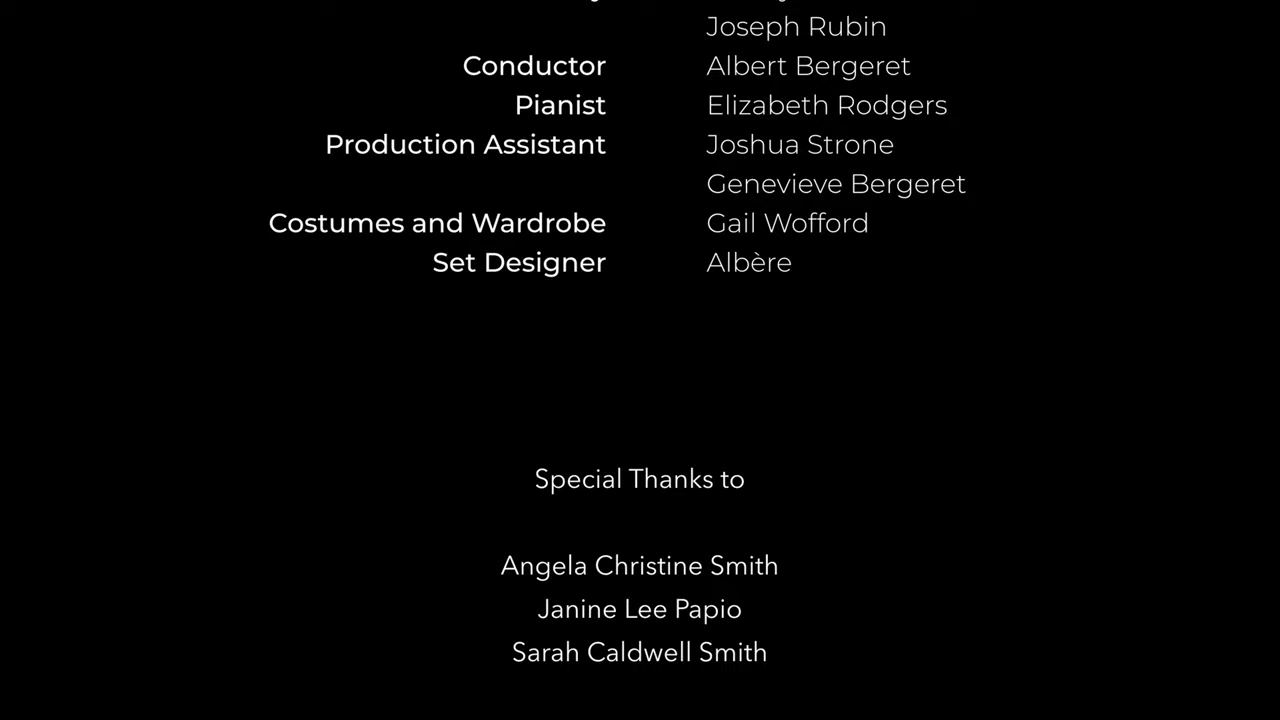 Joseph Rubin
Conductor Albert Bergeret
Pianist Elizabeth Rodgers
Production Assistant Joshua Strone
Genevieve Bergeret
Costumes and Wardrobe Gail Wofford
Set Designer Albère
Special Thanks to
Angela Christine Smith
Janine Lee Papio
Sarah Caldwell Smith